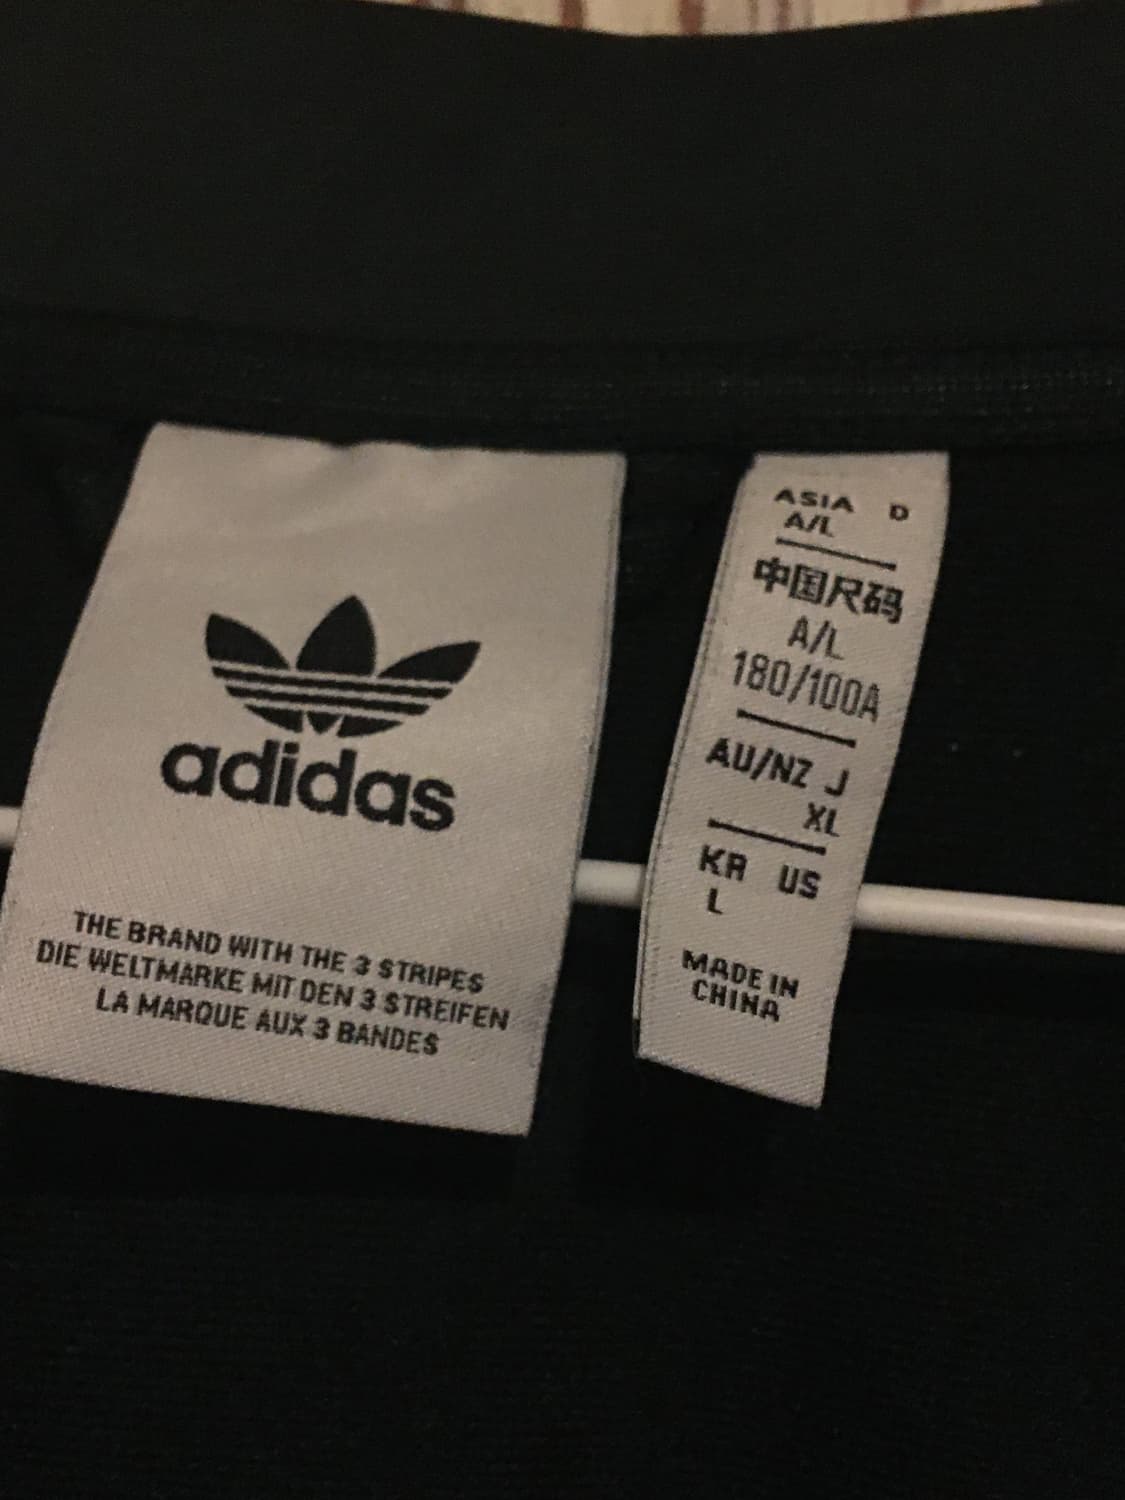 adidas
THE BRAND WITH THE 3 STRIPES
DIE WELTMARKE MIT DEN 3 STREIFEN
LA MARQUE AUX 3 BANDES
ASIA D
A/L
中国尺码
A/L
180/100A
AU/NZ J
XL
KR US
L
MADE IN
CHINA